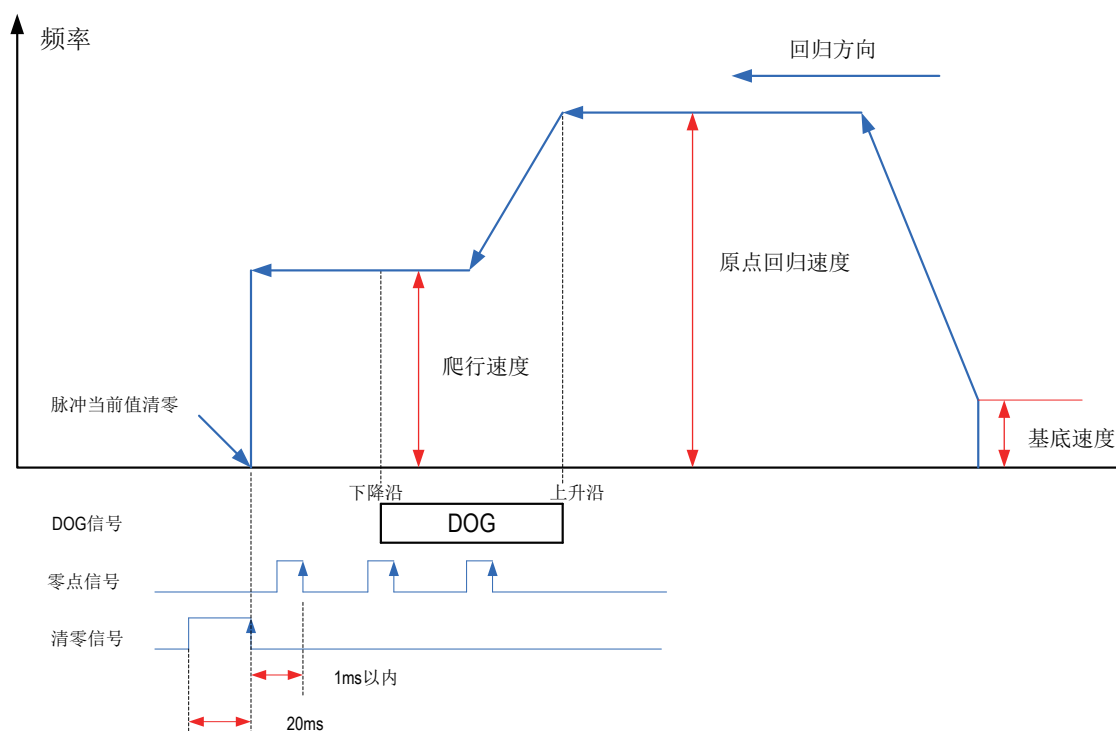 频率
回归方向
原点回归速度
爬行速度
脉冲当前值清零
基底速度
下降沿
上升沿
DOG信号
DOG
零点信号
清零信号
1ms以内
20ms